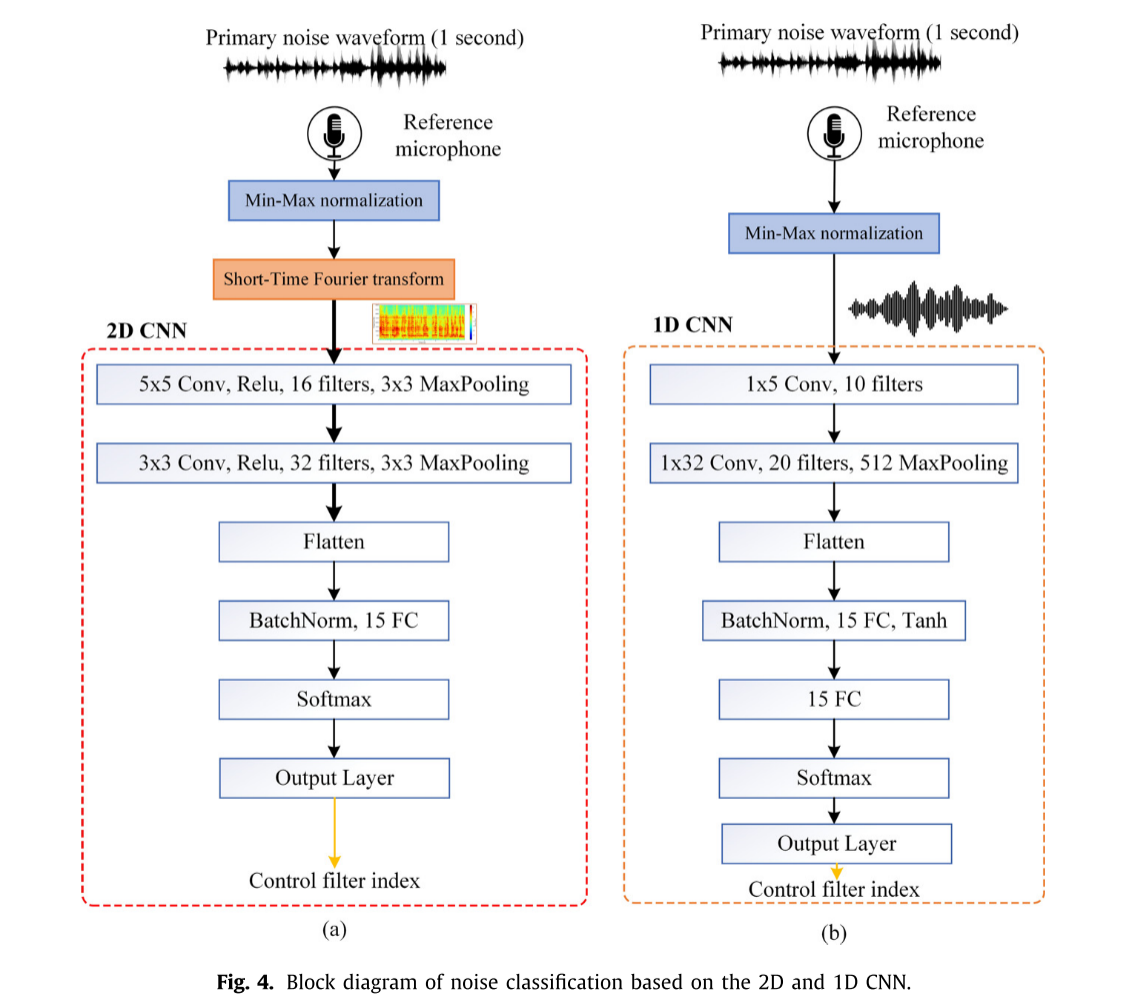 Primary noise waveform (1 second)
Reference
microphone
Min-Max normalization
Short-Time Fourier transform
2D CNN
5x5 Conv, Relu, 16 filters, 3x3 MaxPooling
3x3 Conv, Relu, 32 filters, 3x3 MaxPooling
Flatten
BatchNorm, 15 FC
Softmax
Output Layer
Control filter index
(a)
Primary noise waveform (1 second)
Reference
microphone
Min-Max normalization
1D CNN
1x5 Conv, 10 filters
1x32 Conv, 20 filters, 512 MaxPooling
Flatten
BatchNorm, 15 FC, Tanh
15 FC
Softmax
Output Layer
Control filter index
(b)
Fig. 4. Block diagram of noise classification based on the 2D and 1D CNN.